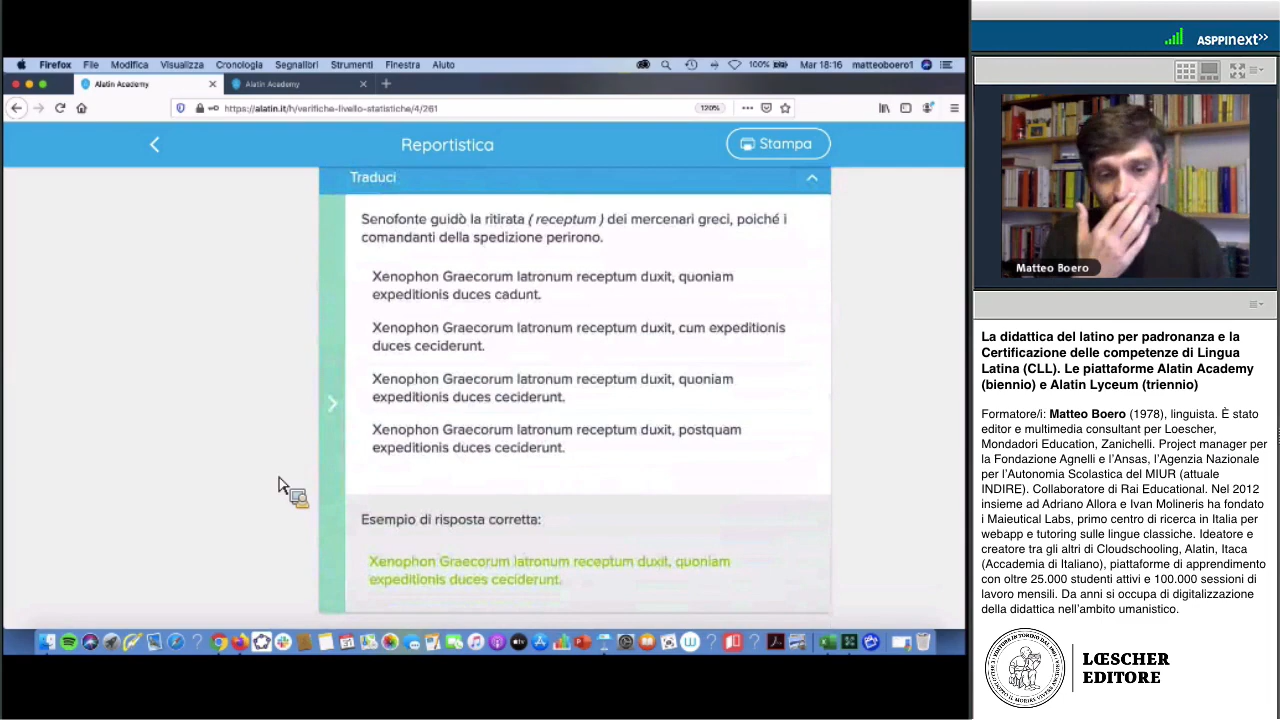 Firefox File Modifica Visualizza Cronologia Segnalibri Strumenti Finestra Aiuto 100% Mar 18:16 matteoboero1
Alatin Academy Alatin Academy
https://alatin.it/h/verifiche-livello-statistiche/4/261 120%
Reportistica
Stampa
Traduci
Senofonte guidò la ritirata ( receptum ) dei mercenari greci, poiché i
comandanti della spedizione perirono.
Xenophon Graecorum latronum receptum duxit, quoniam
expeditionis duces cadunt.
Xenophon Graecorum latronum receptum duxit, cum expeditionis
duces ceciderunt.
Xenophon Graecorum latronum receptum duxit, quoniam
expeditionis duces ceciderunt.
Xenophon Graecorum latronum receptum duxit, postquam
expeditionis duces ceciderunt.
Esempio di risposta corretta:
Xenophon Graecorum latronum receptum duxit, quoniam
expeditionis duces ceciderunt.
ASPPInext>>
Matteo Boero
La didattica del latino per padronanza e la
Certificazione delle competenze di Lingua
Latina (CLL). Le piattaforme Alatin Academy
(biennio) e Alatin Lyceum (triennio)
Formatore/i: Matteo Boero (1978), linguista. È stato
editor e multimedia consultant per Loescher,
Mondadori Education, Zanichelli. Project manager per
la Fondazione Agnelli e l'Ansas, l'Agenzia Nazionale
per l'Autonomia Scolastica del MIUR (attuale
INDIRE). Collaboratore di Rai Educational. Nel 2012
insieme ad Adriano Allora e Ivan Molineris ha fondato
i Maieutical Labs, primo centro di ricerca in Italia per
webapp e tutoring sulle lingue classiche. Ideatore e
creatore tra gli altri di Cloudschooling, Alatin, Itaca
(Accademia di Italiano), piattaforme di apprendimento
con oltre 25.000 studenti attivi e 100.000 sessioni di
lavoro mensili. Da anni si occupa di digitalizzazione
della didattica nell'ambito umanistico.
LŒSCHER
EDITORE